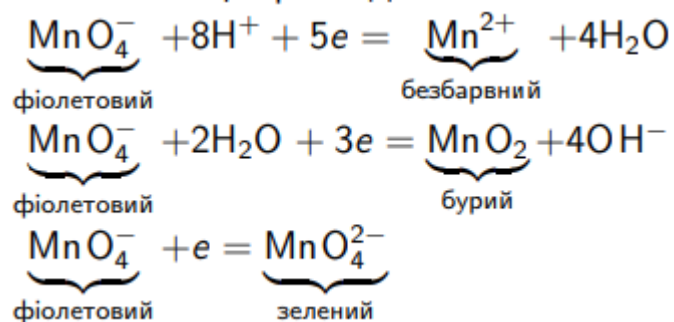 MnO₄⁻ +8H⁺ + 5e = Mn²⁺ +4H₂O
фіолетовий безбарвний
MnO₄⁻ +2H₂O + 3e = MnO₂ +4OH⁻
фіолетовий бурий
MnO₄⁻ +e = MnO₄²⁻
фіолетовий зелений